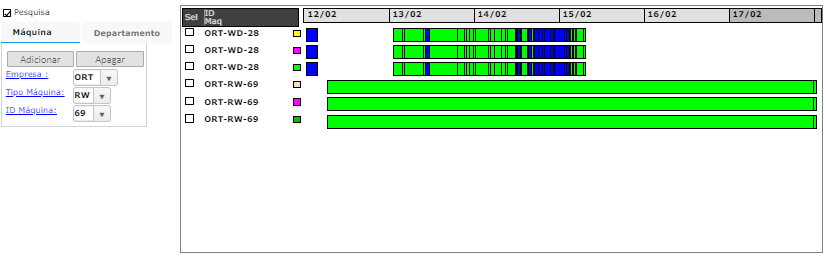 Pesquisa
Máquina Departamento
Adicionar Apagar
Empresa : ORT
Tipo Máquina: RW
ID Máquina: 69
Sel ID Maq 12/02 13/02 14/02 15/02 16/02 17/02
ORT-WD-28
ORT-WD-28
ORT-WD-28
ORT-RW-69
ORT-RW-69
ORT-RW-69